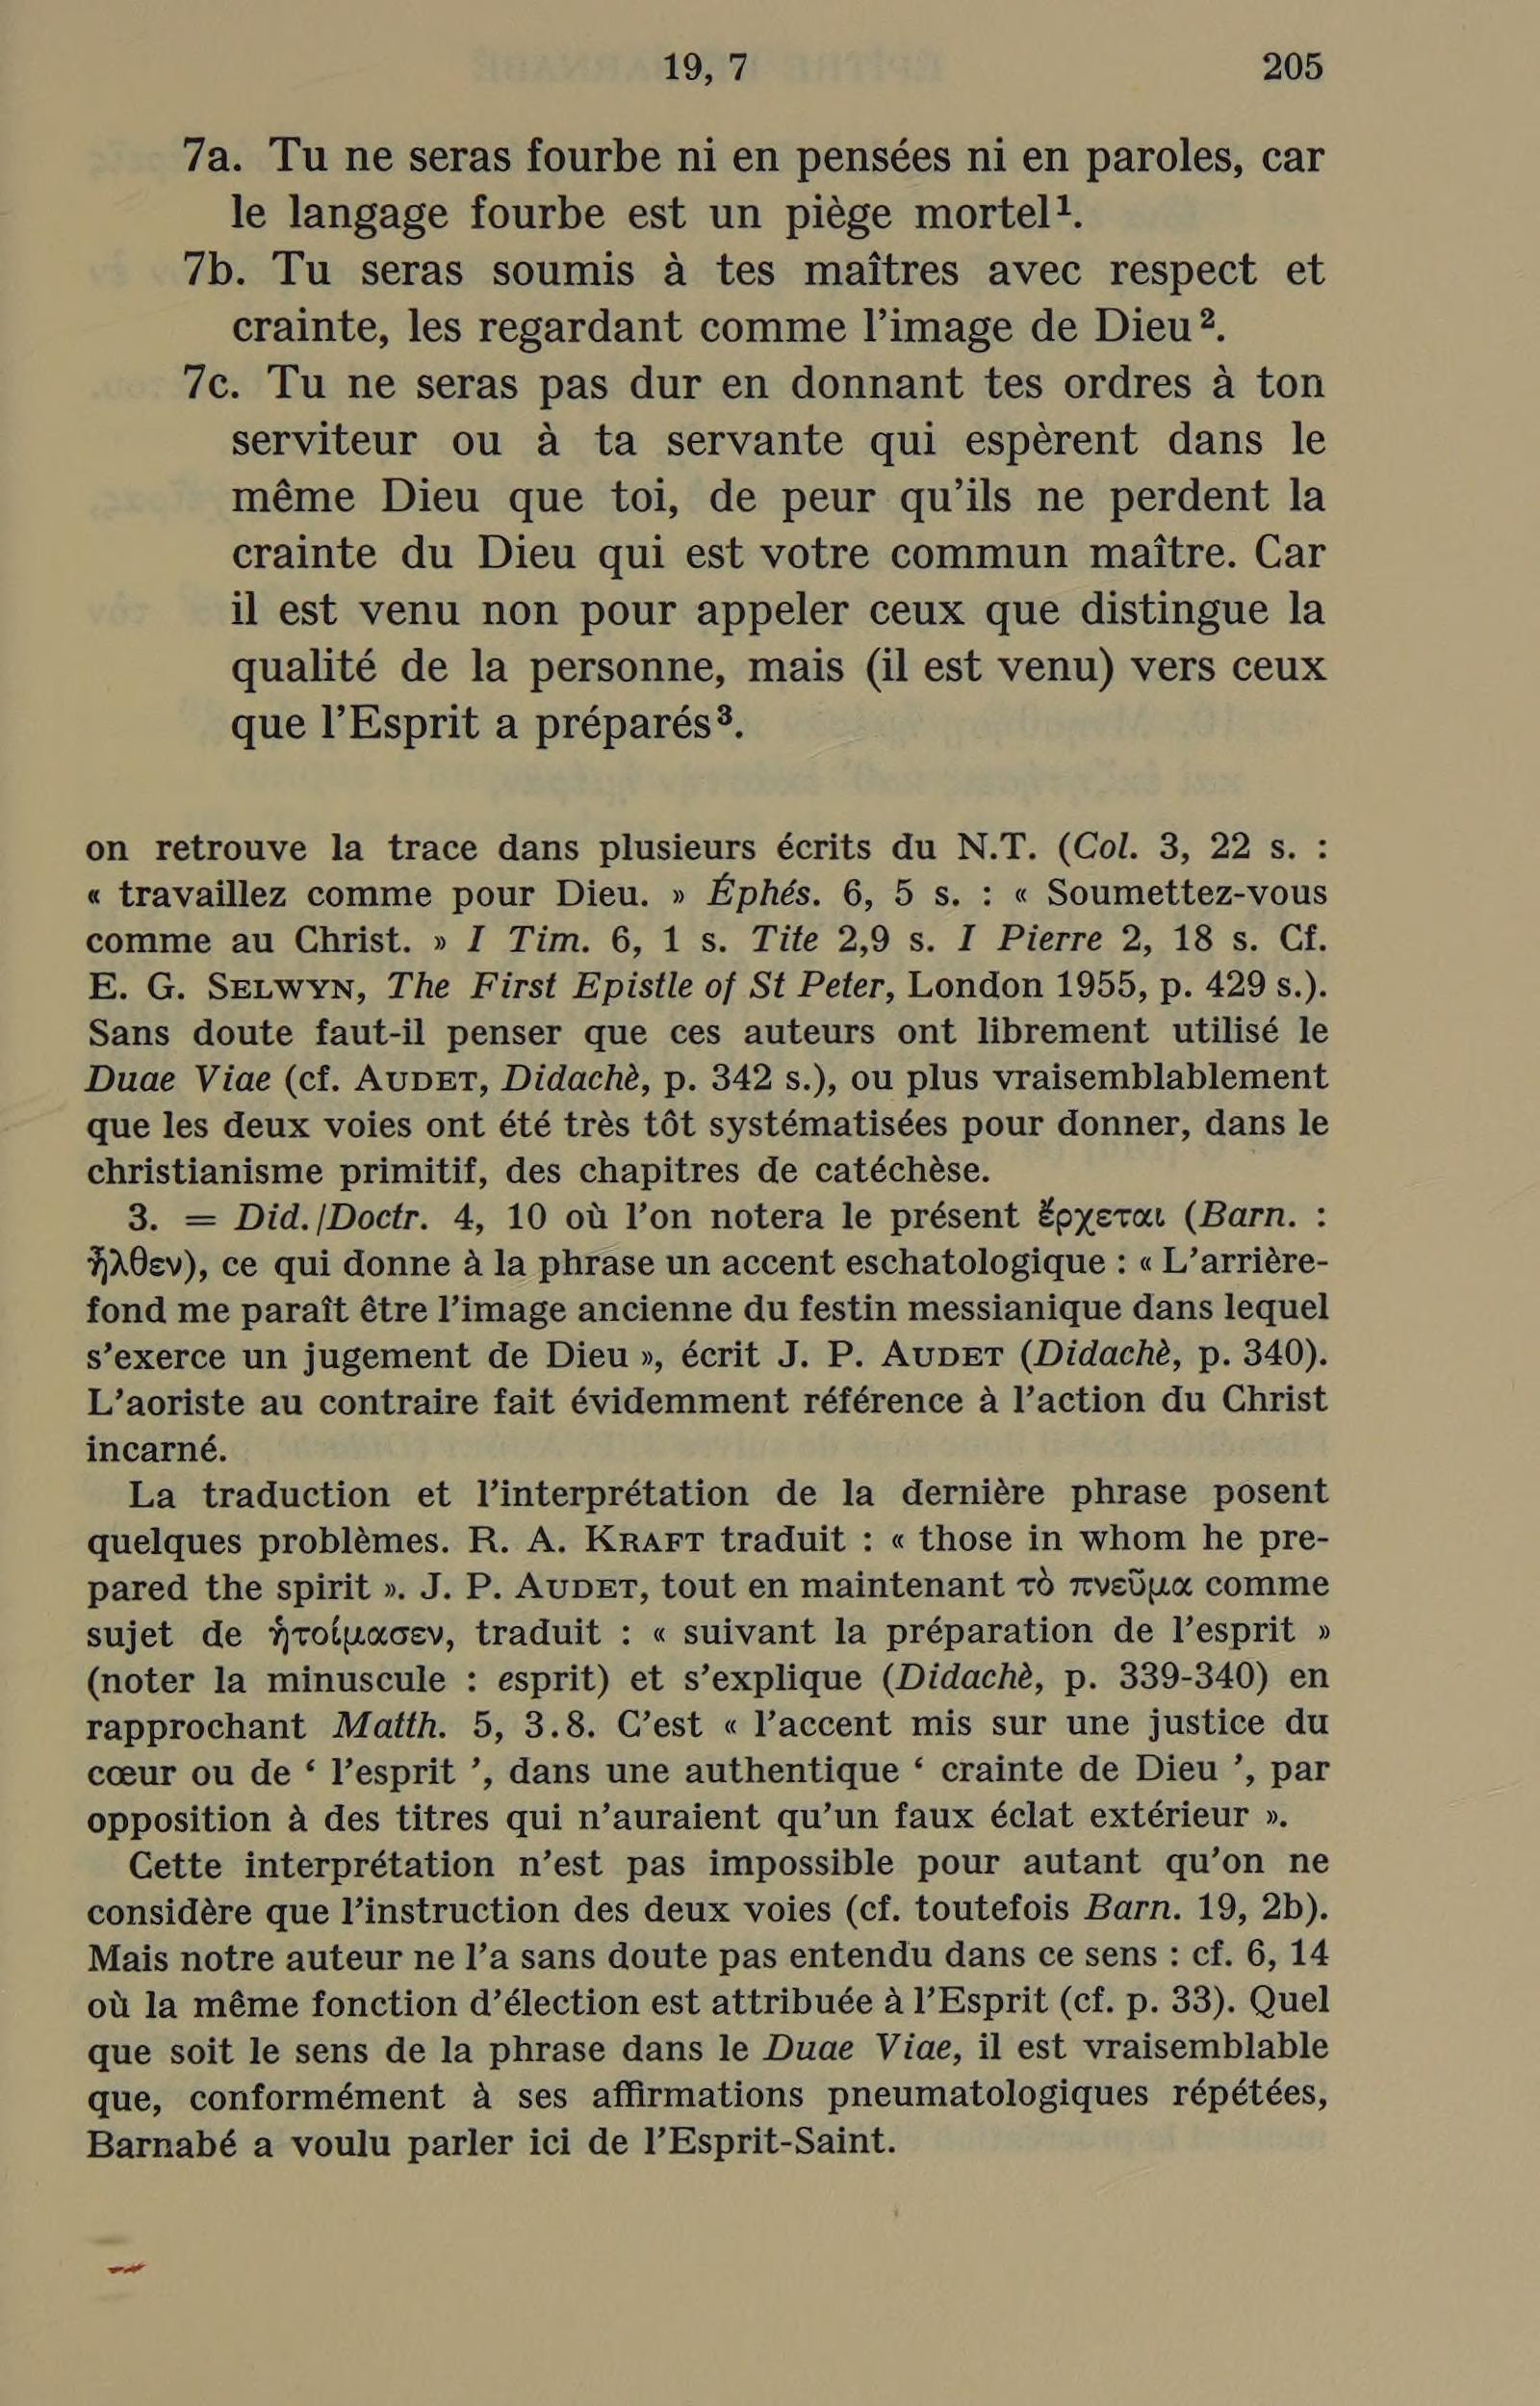 19, 7 205
7a. Tu ne seras fourbe ni en pensées ni en paroles, car
le langage fourbe est un piège mortel¹.
7b. Tu seras soumis à tes maîtres avec respect et
crainte, les regardant comme l'image de Dieu².
7c. Tu ne seras pas dur en donnant tes ordres à ton
serviteur ou à ta servante qui espèrent dans le
même Dieu que toi, de peur qu'ils ne perdent la
crainte du Dieu qui est votre commun maître. Car
il est venu non pour appeler ceux que distingue la
qualité de la personne, mais (il est venu) vers ceux
que l'Esprit a préparés³.
on retrouve la trace dans plusieurs écrits du N.T. (Col. 3, 22 s. :
« travaillez comme pour Dieu. » Éphés. 6, 5 s. : « Soumettez-vous
comme au Christ. » I Tim. 6, 1 s. Tite 2,9 s. I Pierre 2, 18 s. Cf.
E. G. SELWYN, The First Epistle of St Peter, London 1955, p. 429 s.).
Sans doute faut-il penser que ces auteurs ont librement utilisé le
Duae Viae (cf. AUDET, Didachè, p. 342 s.), ou plus vraisemblablement
que les deux voies ont été très tôt systématisées pour donner, dans le
christianisme primitif, des chapitres de catéchèse.
3. = Did./Doctr. 4, 10 où l'on notera le présent ἔρχεται (Barn. :
ἦλθεν), ce qui donne à la phrase un accent eschatologique : « L'arrière-
fond me paraît être l'image ancienne du festin messianique dans lequel
s'exerce un jugement de Dieu », écrit J. P. AUDET (Didachè, p. 340).
L'aoriste au contraire fait évidemment référence à l'action du Christ
incarné.
La traduction et l'interprétation de la dernière phrase posent
quelques problèmes. R. A. KRAFT traduit : « those in whom he pre-
pared the spirit ». J. P. AUDET, tout en maintenant τὸ πνεῦμα comme
sujet de ἡτοίμασεν, traduit : « suivant la préparation de l'esprit »
(noter la minuscule : esprit) et s'explique (Didachè, p. 339-340) en
rapprochant Matth. 5, 3.8. C'est « l'accent mis sur une justice du
cœur ou de ‘ l'esprit ’, dans une authentique ‘ crainte de Dieu ’, par
opposition à des titres qui n'auraient qu'un faux éclat extérieur ».
Cette interprétation n'est pas impossible pour autant qu'on ne
considère que l'instruction des deux voies (cf. toutefois Barn. 19, 2b).
Mais notre auteur ne l'a sans doute pas entendu dans ce sens : cf. 6, 14
où la même fonction d'élection est attribuée à l'Esprit (cf. p. 33). Quel
que soit le sens de la phrase dans le Duae Viae, il est vraisemblable
que, conformément à ses affirmations pneumatologiques répétées,
Barnabé a voulu parler ici de l'Esprit-Saint.